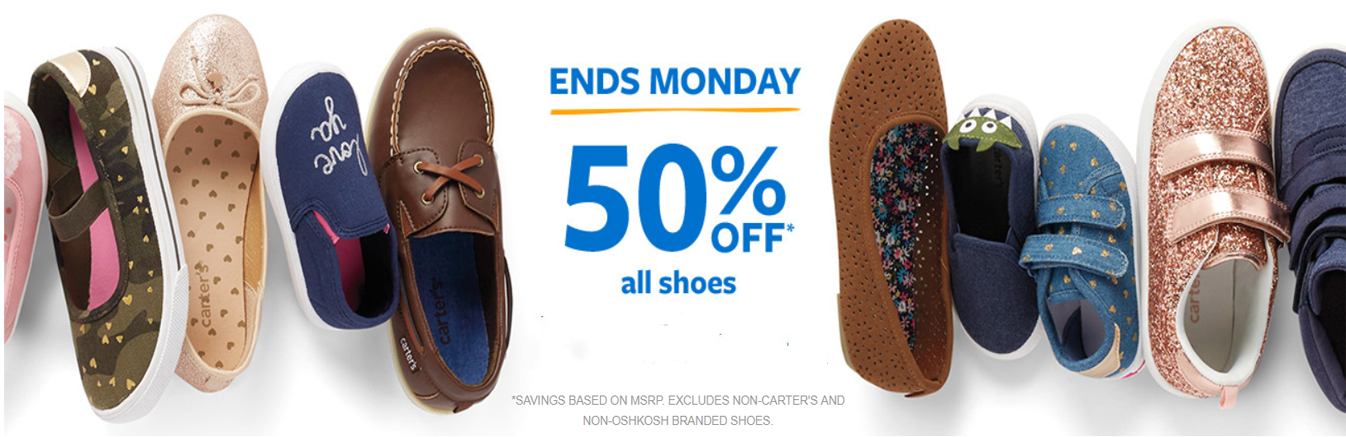 ENDS MONDAY
50% OFF*
all shoes
*SAVINGS BASED ON MSRP. EXCLUDES NON-CARTER'S AND
NON-OSHKOSH BRANDED SHOES.
carter's
love
ya
carter's
carter's
carter's
carter's